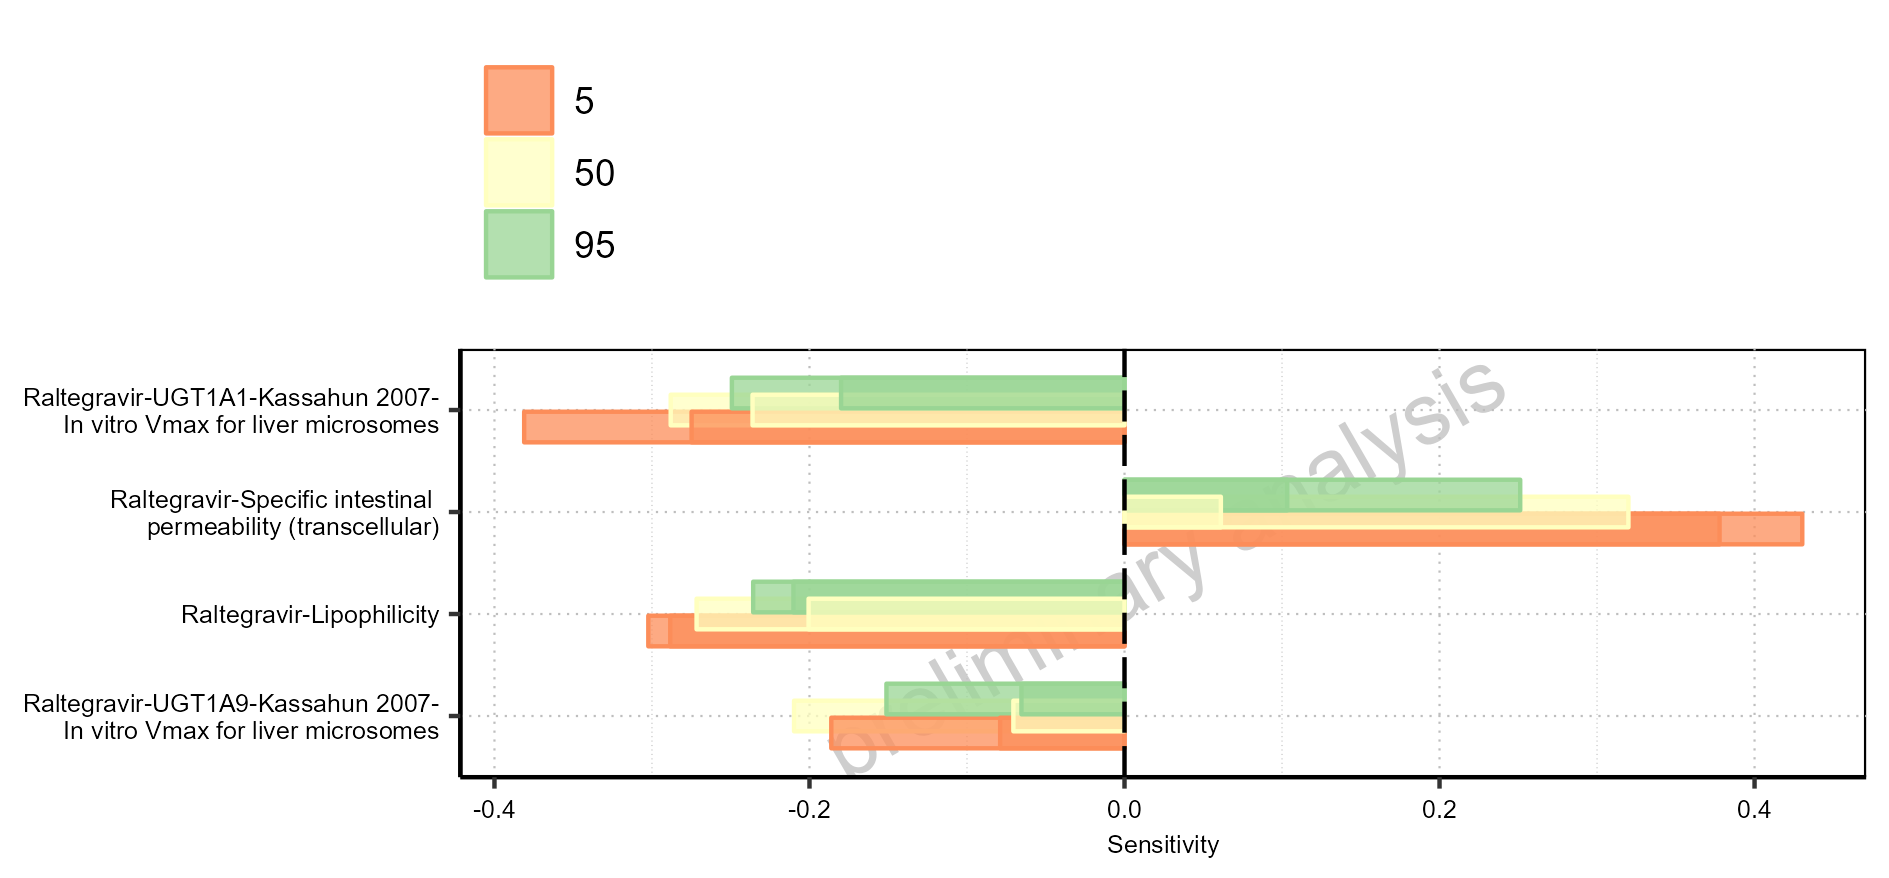 5
50
95
Raltegravir-UGT1A1-Kassahun 2007-
In vitro Vmax for liver microsomes
Raltegravir-Specific intestinal
permeability (transcellular)
Raltegravir-Lipophilicity
Raltegravir-UGT1A9-Kassahun 2007-
In vitro Vmax for liver microsomes
preliminary analysis
-0.4
-0.2
0.0
0.2
0.4
Sensitivity